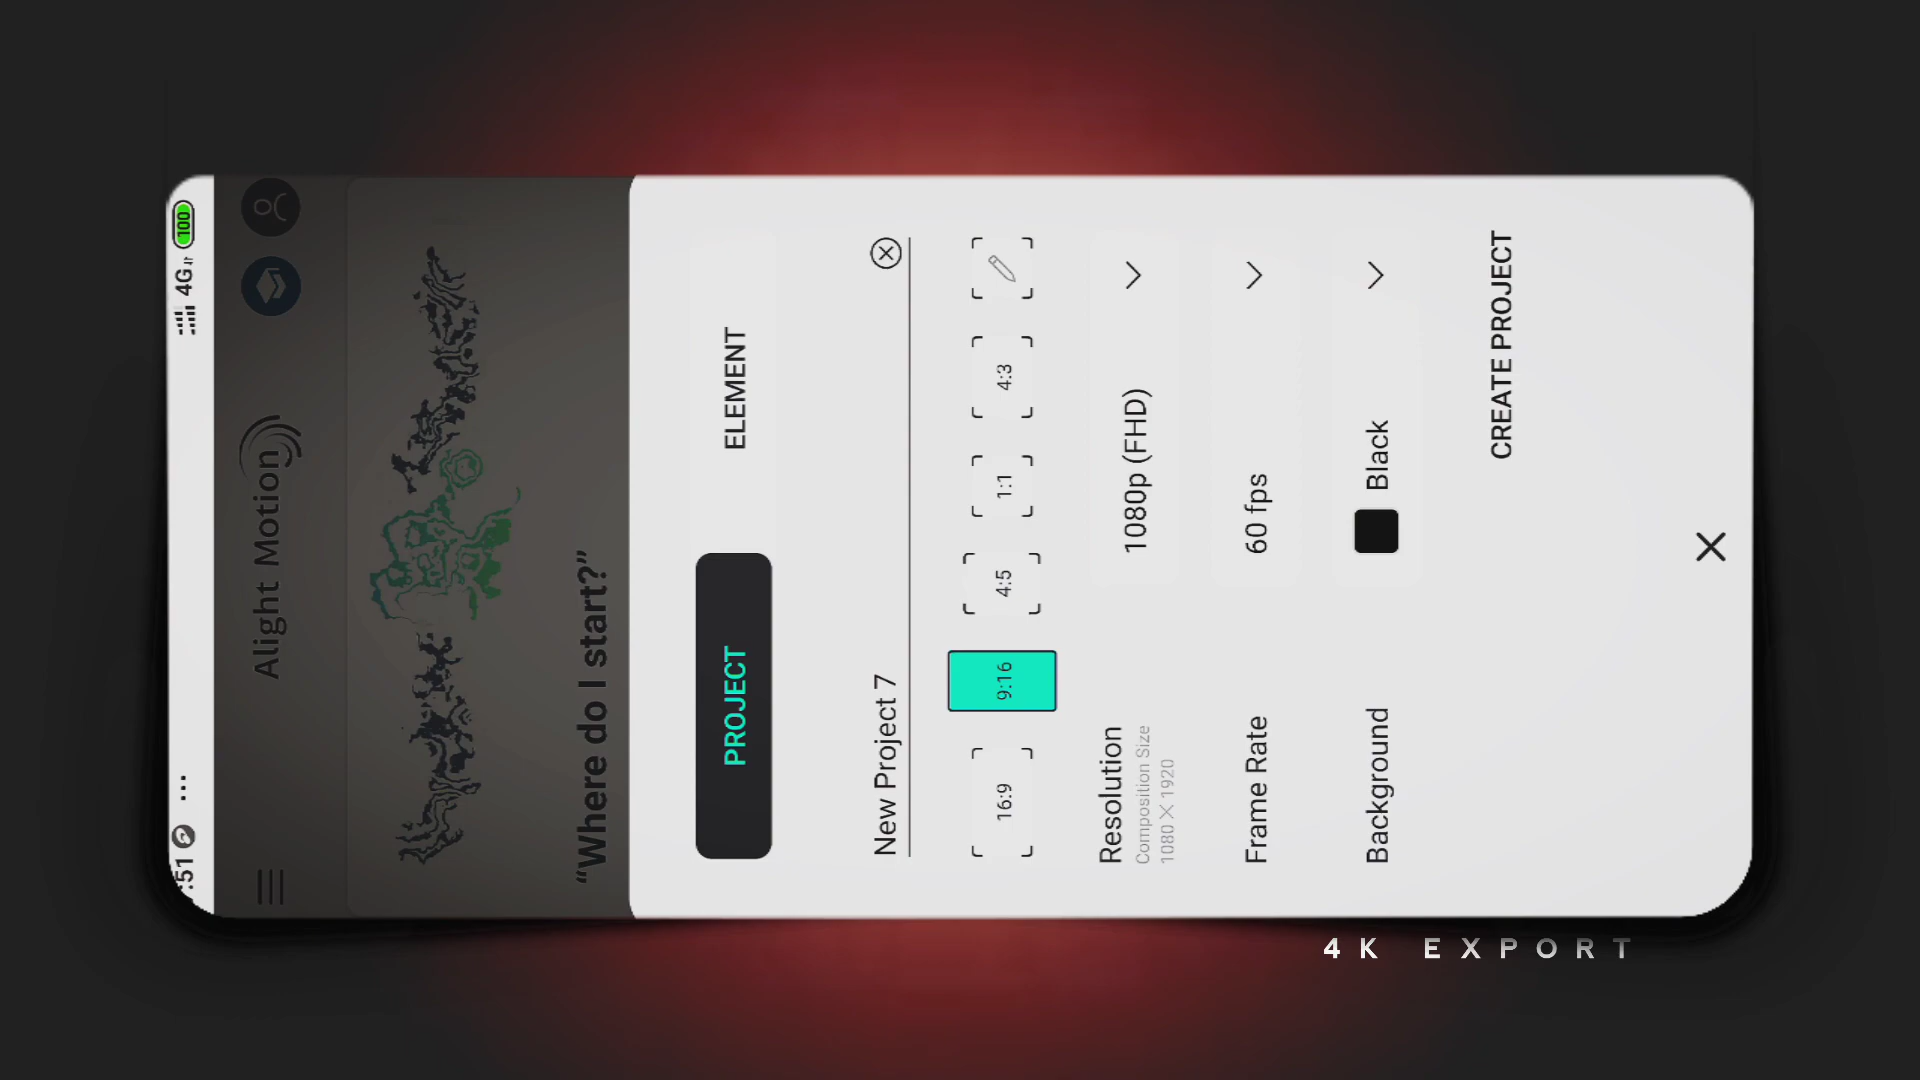 :51 ...
4G 100
Alight Motion
“Where do I start?”
PROJECT ELEMENT
New Project 7
16:9 9:16 4:5 1:1 4:3
Resolution 1080p (FHD)
Composition Size
1080 X 1920
Frame Rate 60 fps
Background Black
CREATE PROJECT
4K EXPORT